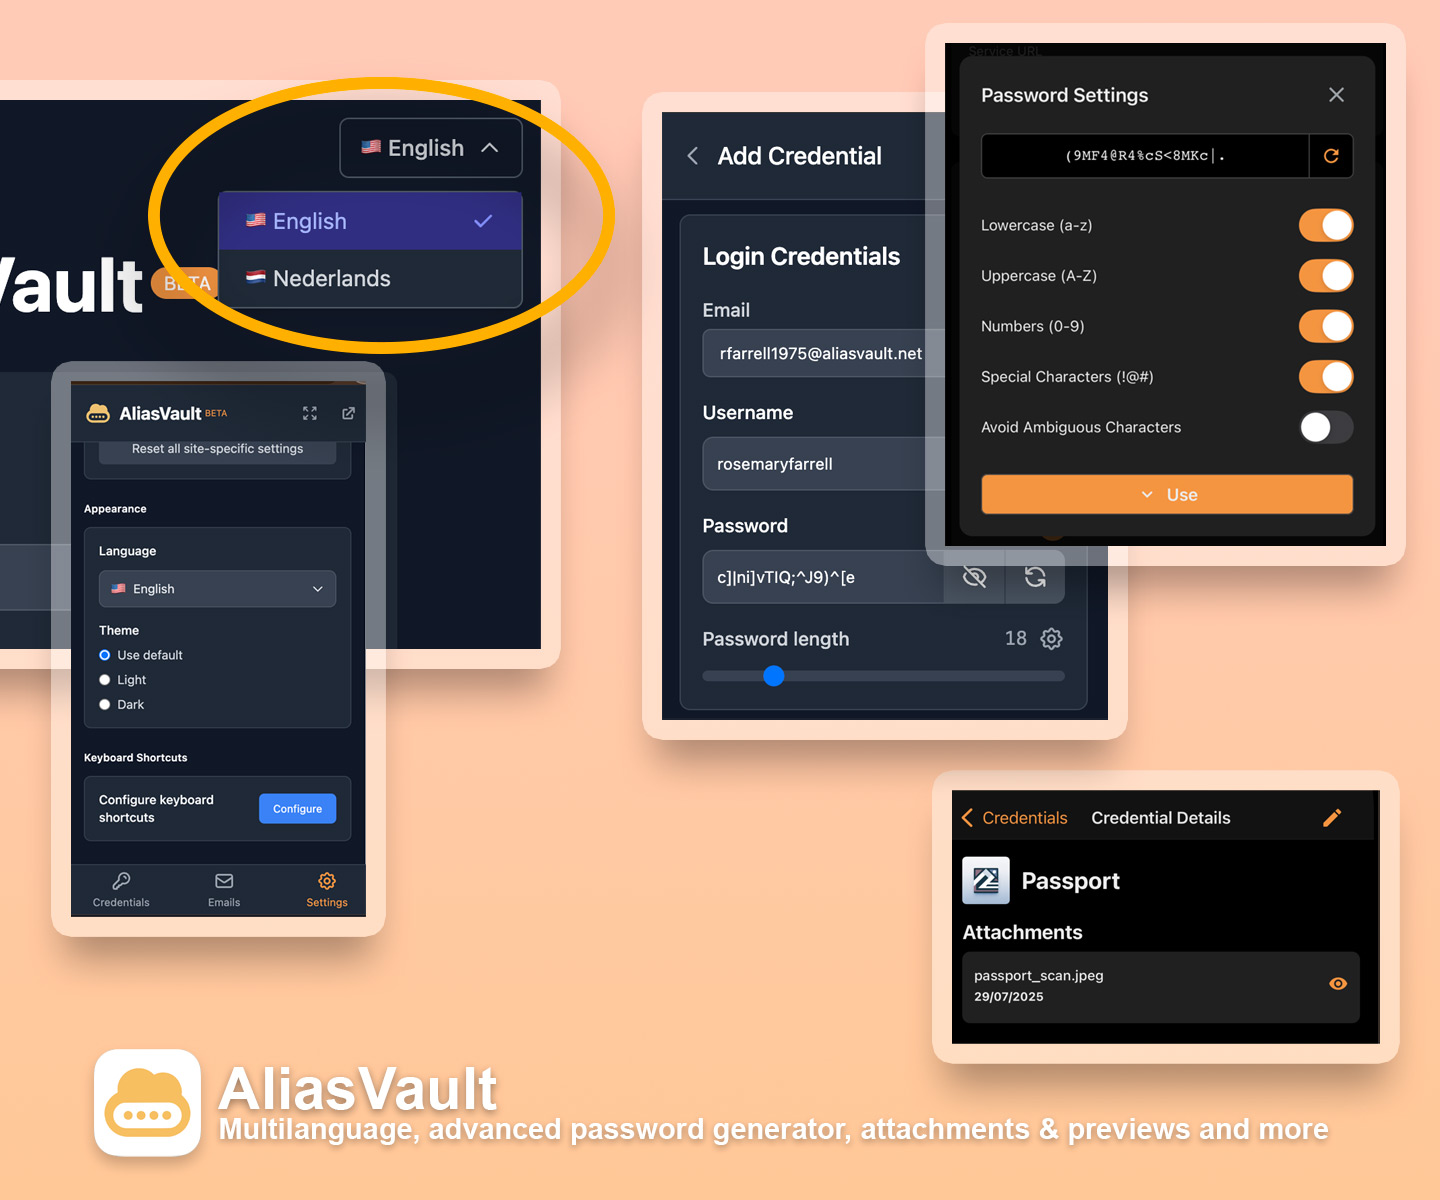 English
English
Nederlands
Vault BETA
AliasVault BETA
Reset all site-specific settings
Appearance
Language
English
Theme
Use default
Light
Dark
Keyboard Shortcuts
Configure keyboard
shortcuts
Configure
Credentials
Emails
Settings
Add Credential
Login Credentials
Email
rfarrell1975@aliasvault.net
Username
rosemaryfarrell
Password
c]|ni]vTIQ;^J9)^[e
Password length
18
Service URL
Password Settings
(9MF4@R4%cS<8MKc|.
Lowercase (a-z)
Uppercase (A-Z)
Numbers (0-9)
Special Characters (!@#)
Avoid Ambiguous Characters
Use
Credentials
Credential Details
Passport
Attachments
passport_scan.jpeg
29/07/2025
AliasVault
Multilanguage, advanced password generator, attachments & previews and more